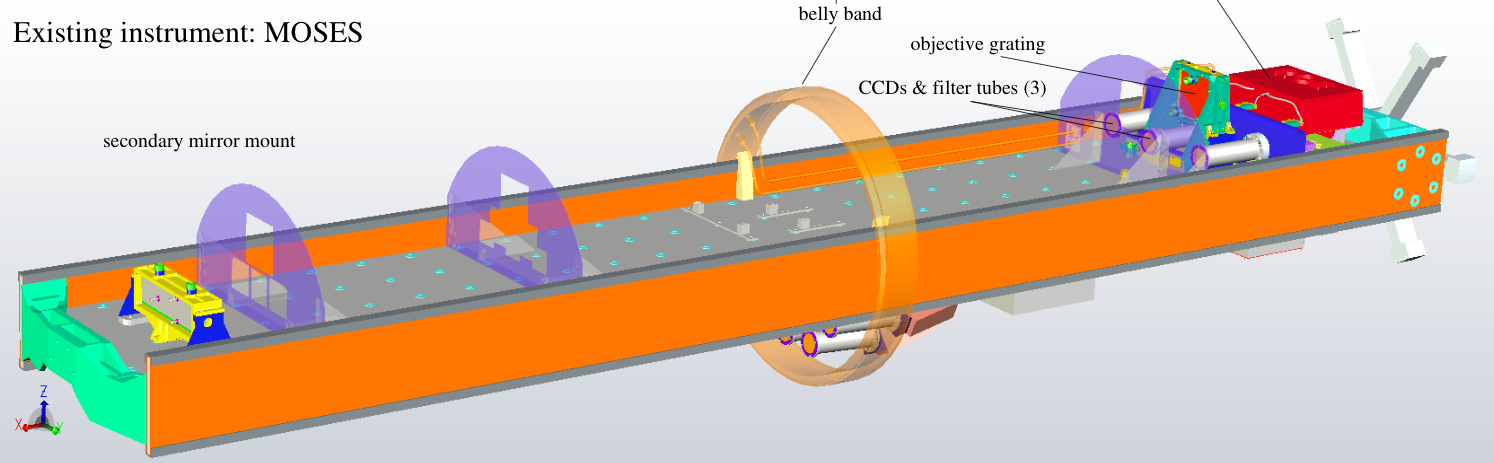 Existing instrument: MOSES
belly band
objective grating
CCDs & filter tubes (3)
secondary mirror mount
Z
X
Y